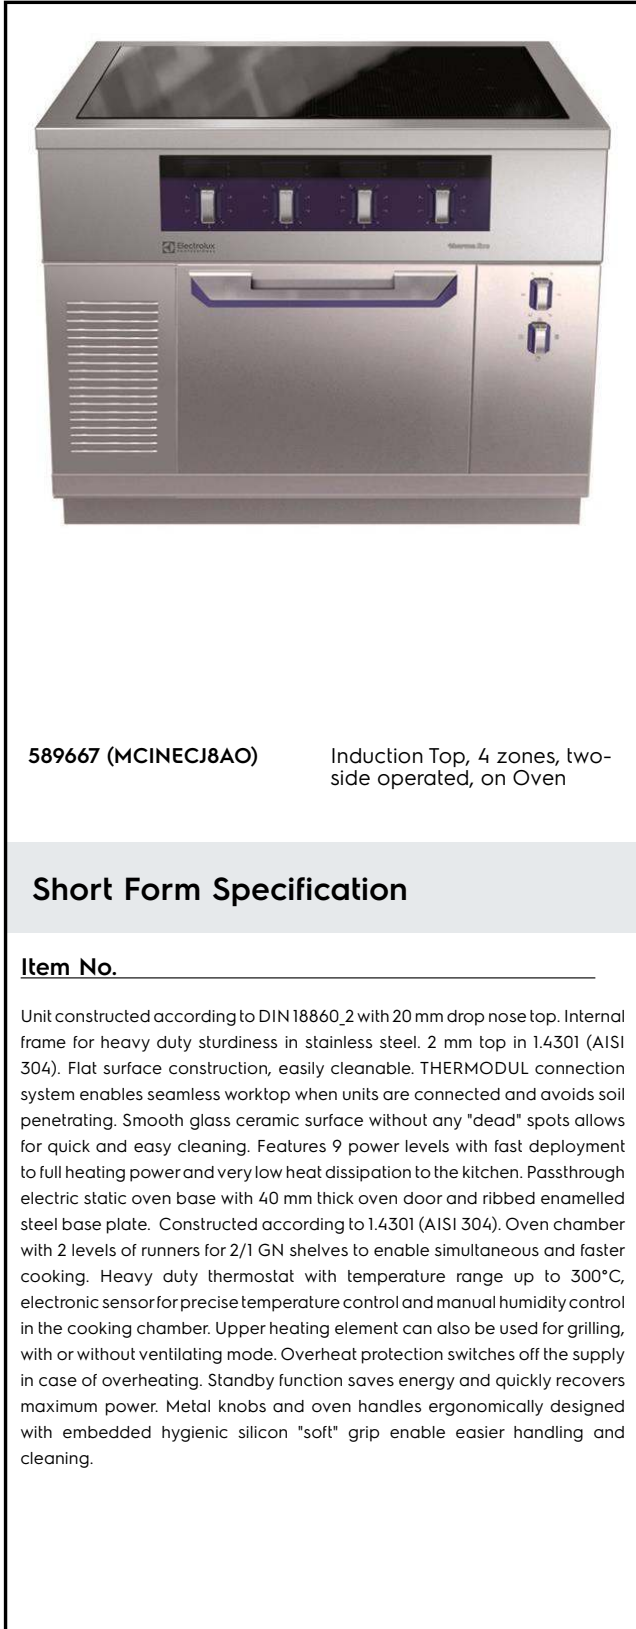 Electrolux
PROFESSIONAL
589667 (MCINECJ8AO)
Induction Top, 4 zones, two-
side operated, on Oven
Short Form Specification
Item No.
Unit constructed according to DIN 18860_2 with 20 mm drop nose top. Internal
frame for heavy duty sturdiness in stainless steel. 2 mm top in 1.4301 (AISI
304). Flat surface construction, easily cleanable. THERMODUL connection
system enables seamless worktop when units are connected and avoids soil
penetrating. Smooth glass ceramic surface without any "dead" spots allows
for quick and easy cleaning. Features 9 power levels with fast deployment
to full heating power and very low heat dissipation to the kitchen. Passthrough
electric static oven base with 40 mm thick oven door and ribbed enamelled
steel base plate. Constructed according to 1.4301 (AISI 304). Oven chamber
with 2 levels of runners for 2/1 GN shelves to enable simultaneous and faster
cooking. Heavy duty thermostat with temperature range up to 300°C,
electronic sensor for precise temperature control and manual humidity control
in the cooking chamber. Upper heating element can also be used for grilling,
with or without ventilating mode. Overheat protection switches off the supply
in case of overheating. Standby function saves energy and quickly recovers
maximum power. Metal knobs and oven handles ergonomically designed
with embedded hygienic silicon "soft" grip enable easier handling and
cleaning.